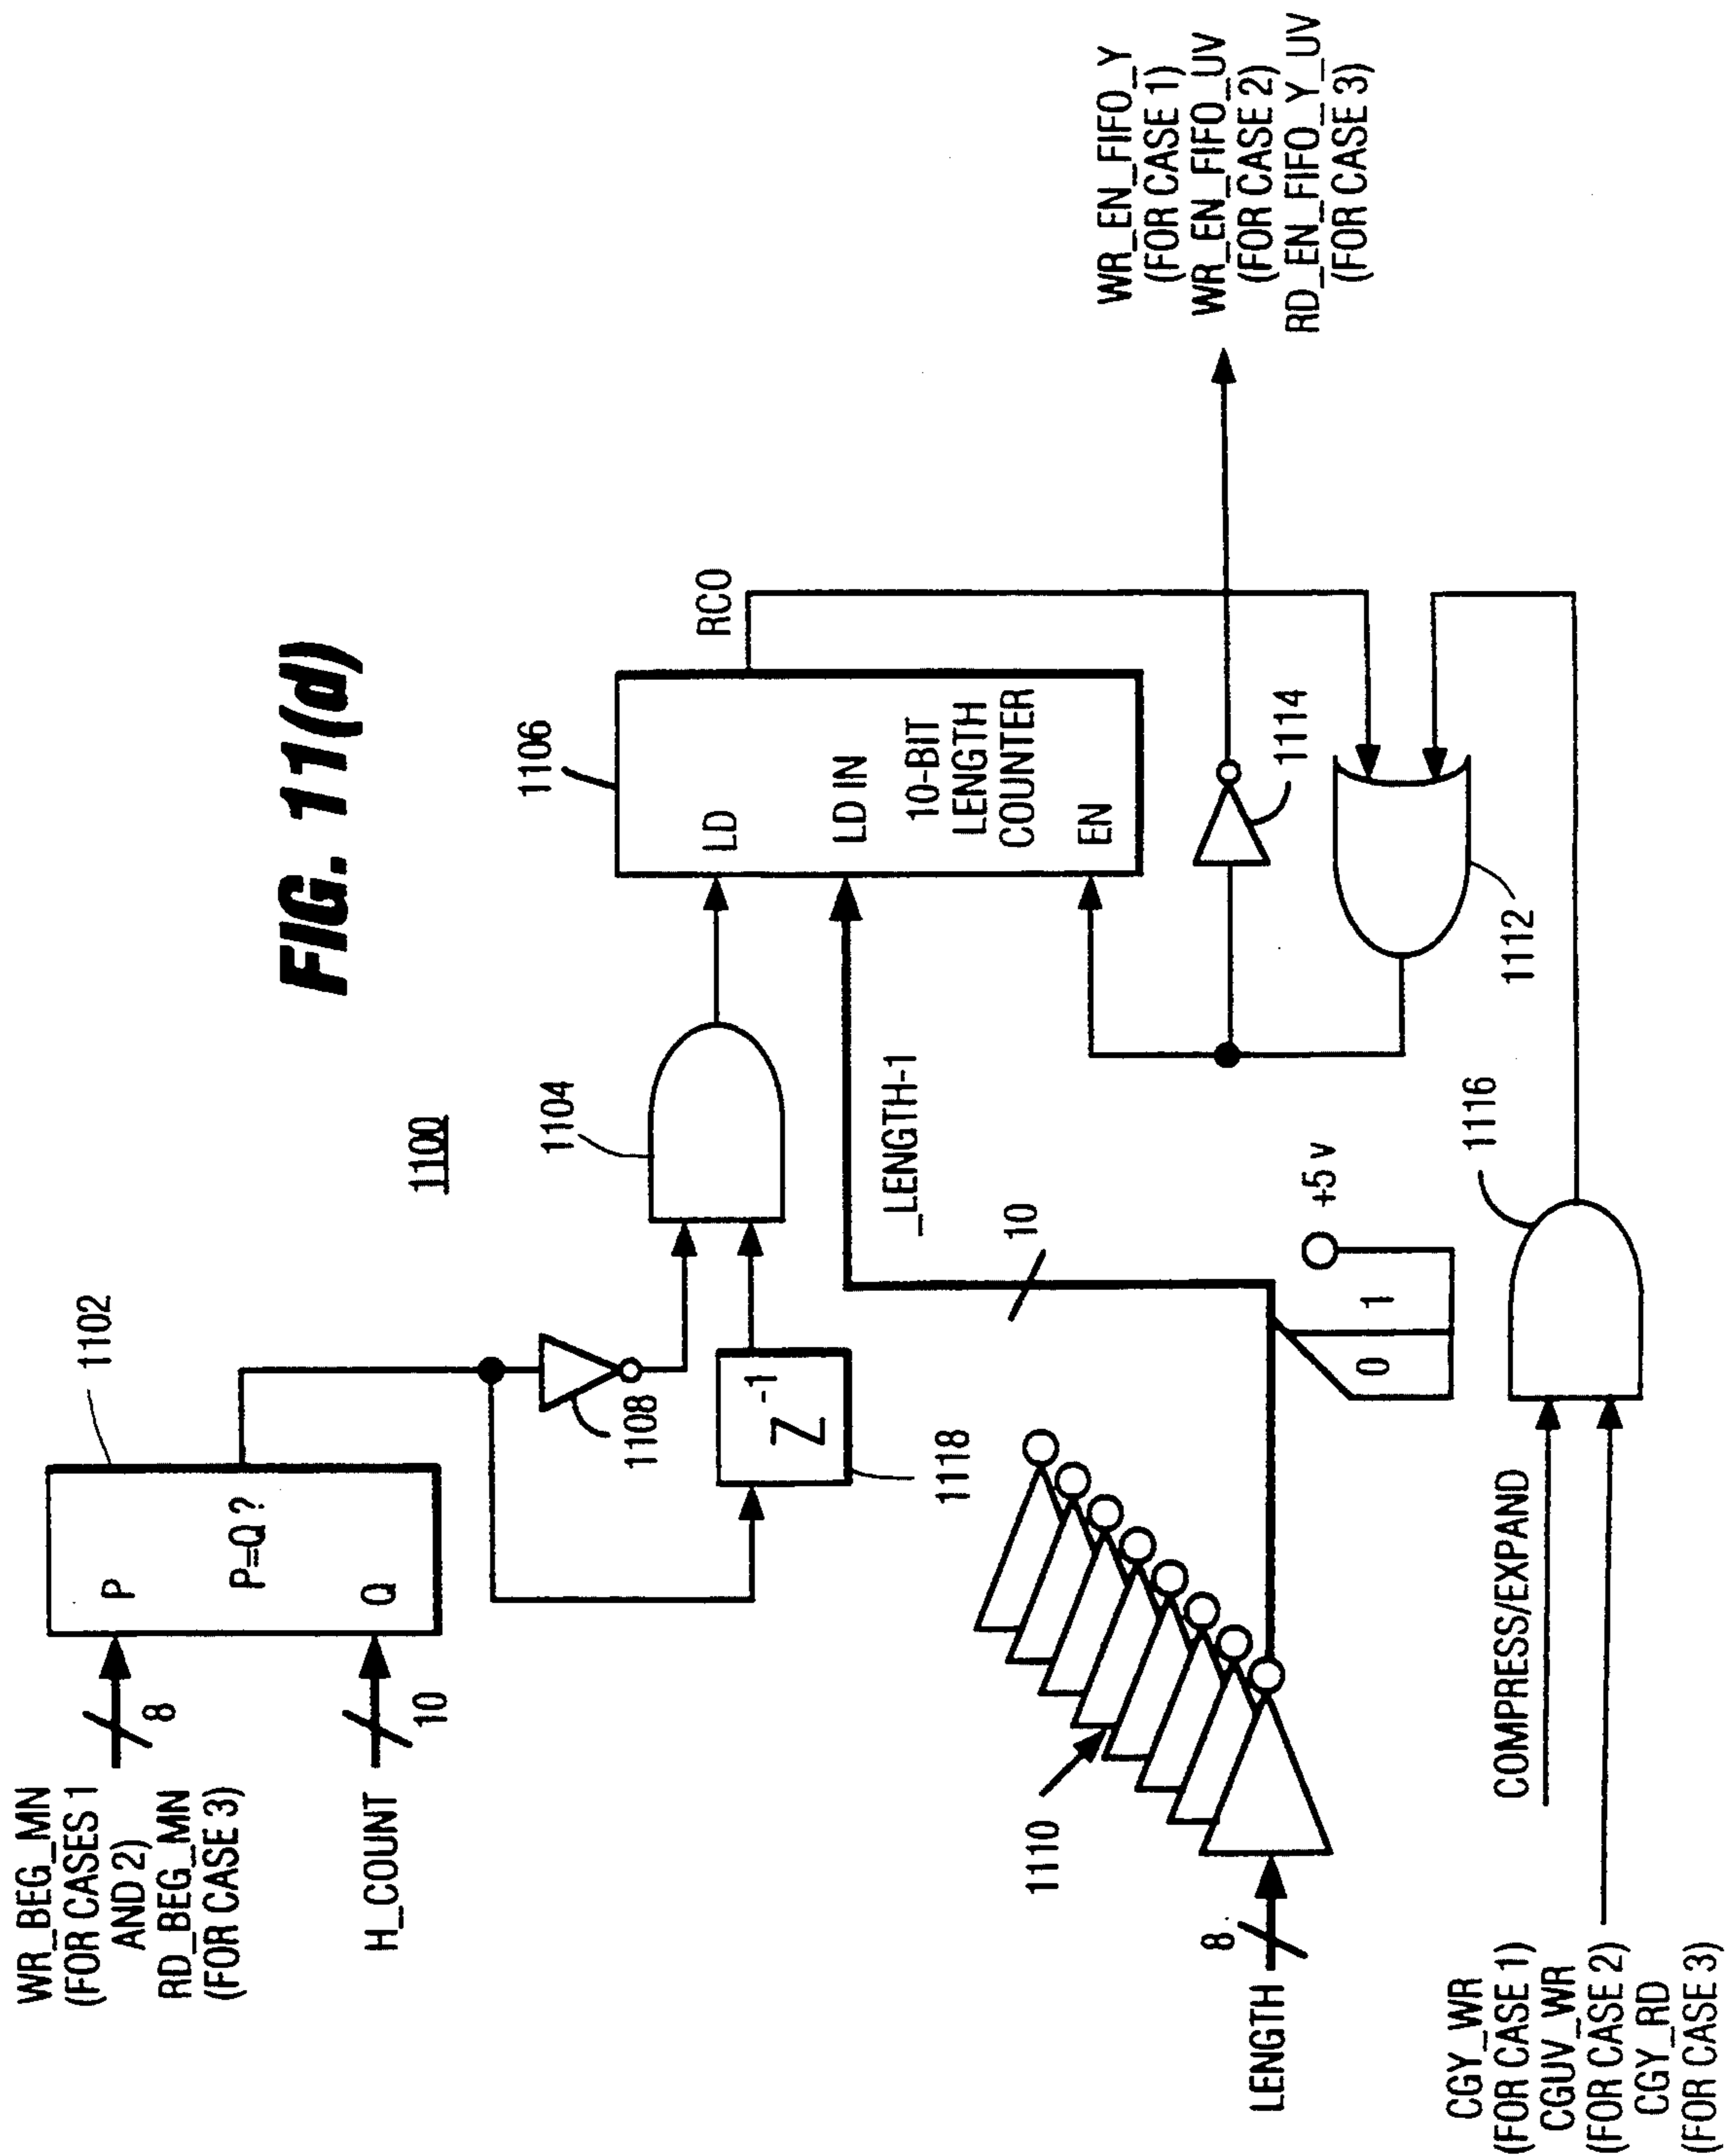 FIG. 11(d)
1100
WR_BEG_MN
(FOR CASES 1
AND 2)
RD_BEG_MN
(FOR CASE 3)
8
H_COUNT
10
P
P=Q?
Q
1102
1108
Z-1
1118
1104
1106
LD
LD IN
10-BIT
LENGTH
COUNTER
EN
RCO
_LENGTH-1
10
LENGTH
8
1110
0
1
+5 v
1114
1112
WR_EN_FIFO_Y
(FOR CASE 1)
WR_EN_FIFO_UV
(FOR CASE 2)
RD_EN_FIFO_Y_UV
(FOR CASE 3)
COMPRESS/EXPAND
1116
CGY_WR
(FOR CASE 1)
CGUV_WR
(FOR CASE 2)
CGY_RD
(FOR CASE 3)